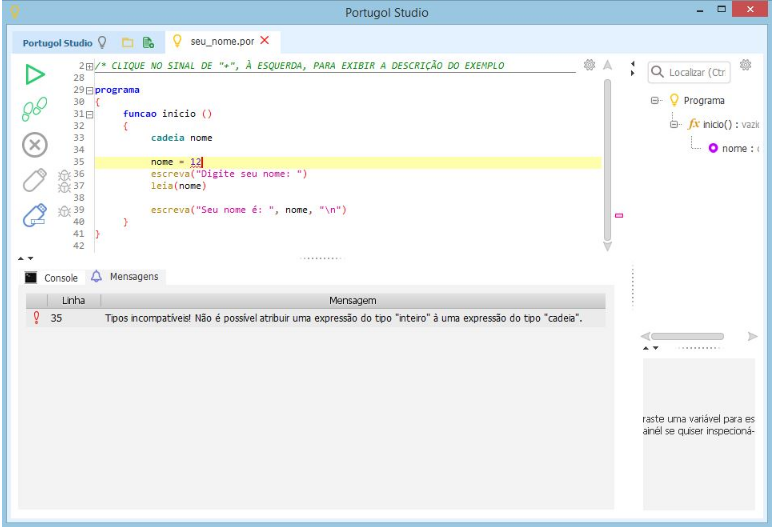 Portugol Studio
Portugol Studio
seu_nome.por
2 /* CLIQUE NO SINAL DE "+", À ESQUERDA, PARA EXIBIR A DESCRIÇÃO DO EXEMPLO
28
29 programa
30 {
31 funcao inicio ()
32 {
33 cadeia nome
34
35 nome = 12
36 escreva("Digite seu nome: ")
37 leia(nome)
38
39 escreva("Seu nome é: ", nome, "\n")
40 }
41 }
42
Localizar (Ctr
Programa
fx inicio() : vazio
nome :
Console Mensagens
Linha Mensagem
35 Tipos incompatíveis! Não é possível atribuir uma expressão do tipo "inteiro" à uma expressão do tipo "cadeia".
raste uma variável para es
ainél se quiser inspecioná-